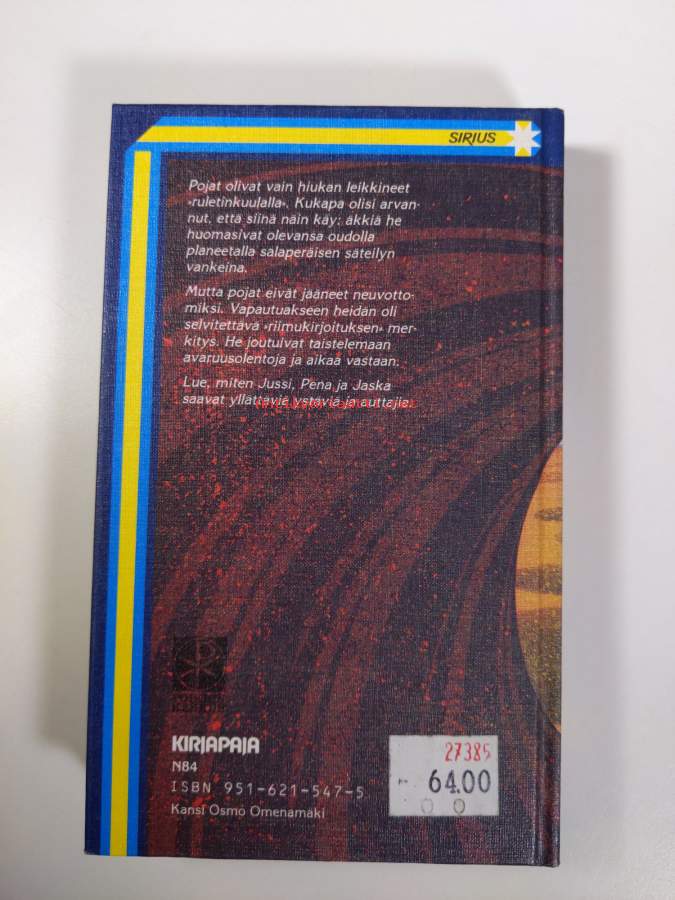 SIRIUS
Pojat olivat vain hiukan leikkineet
›ruletinkuulalla›. Kukapa olisi arvan-
nut, että siinä näin käy: äkkiä he
huomasivat olevansa oudolla
planeetalla salaperäisen säteilyn
vankeina.
Mutta pojat eivät jääneet neuvotto-
miksi. Vapautuakseen heidän oli
selvitettävä ›riimukirjoituksen› mer-
kitys. He joutuivat taistelemaan
avaruusolentoja ja aikaa vastaan.
Lue, miten Jussi, Pena ja Jaska
saavat yllättäviä ystäviä ja auttajia.
KIRJAPAJA
N84
ISBN 951-621-547-5
Kansi Osmo Omenamäki
27385
64.00